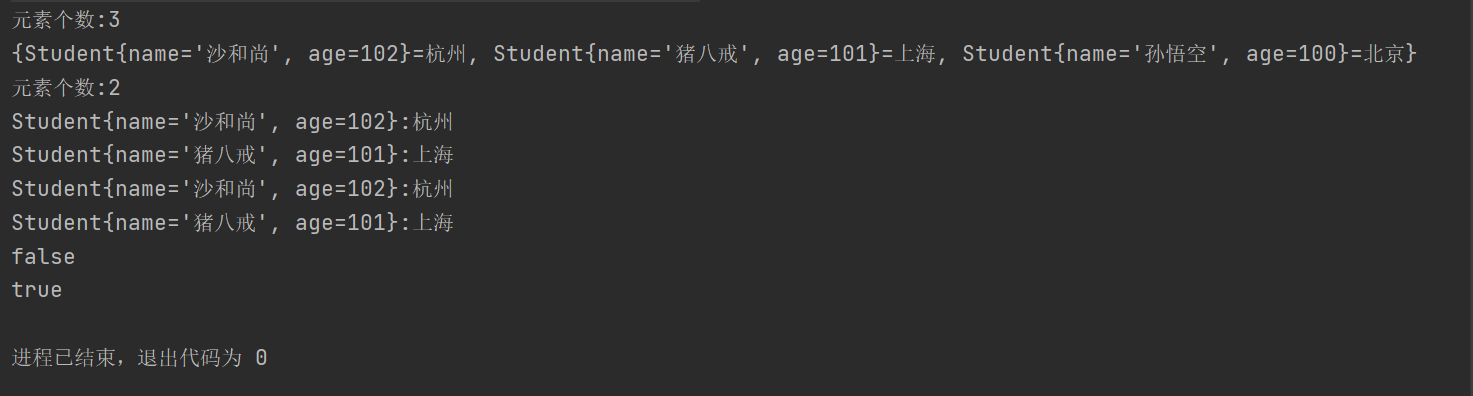 元素个数:3
{Student{name='沙和尚', age=102}=杭州, Student{name='猪八戒', age=101}=上海, Student{name='孙悟空', age=100}=北京}
元素个数:2
Student{name='沙和尚', age=102}:杭州
Student{name='猪八戒', age=101}:上海
Student{name='沙和尚', age=102}:杭州
Student{name='猪八戒', age=101}:上海
false
true
进程已结束，退出代码为 0